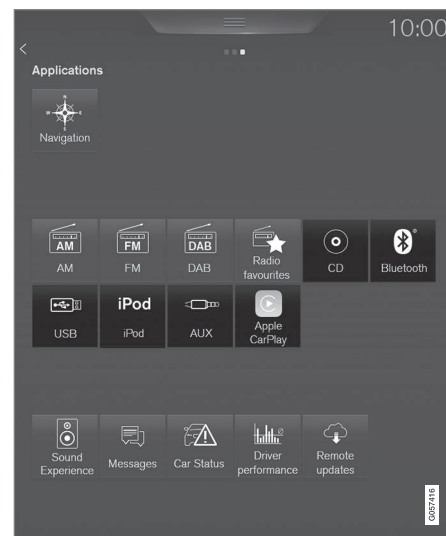 10:00
Applications
N
W
E
S
Navigation
AM
FM
DAB
AM
FM
DAB
Radio
favourites
CD
Bluetooth
iPod
USB
iPod
AUX
Apple
CarPlay
Sound
Experience
Messages
Car Status
Driver
performance
Remote
updates
G057416